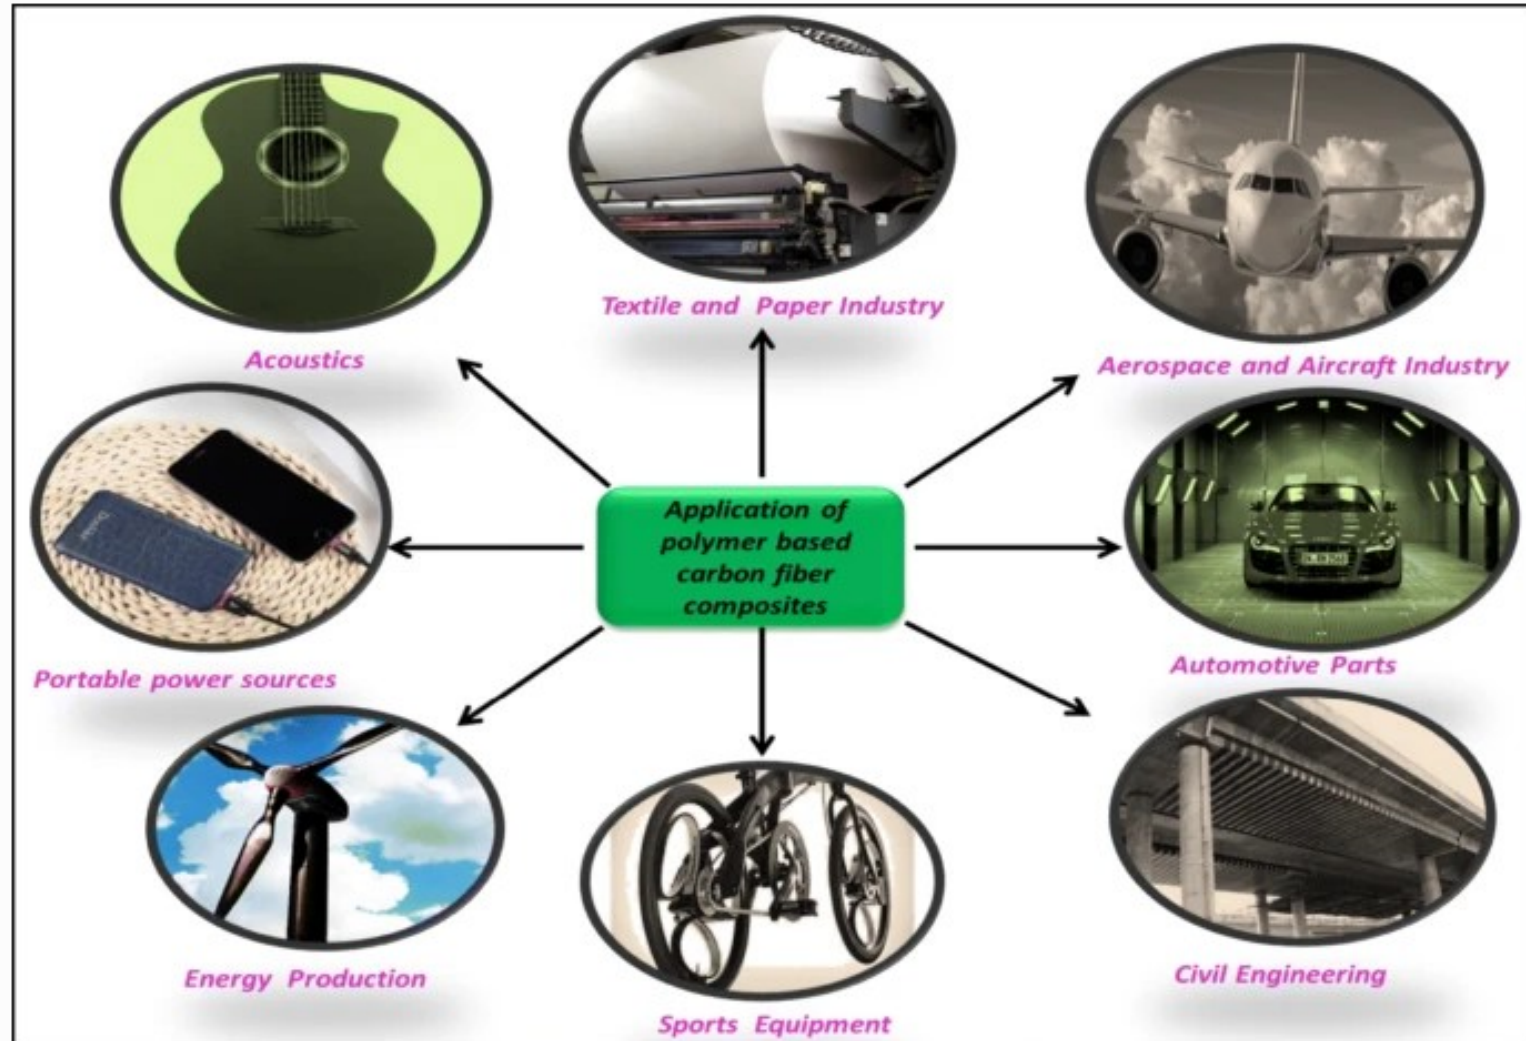 Textile and Paper Industry
Acoustics
Aerospace and Aircraft Industry
Application of
polymer based
carbon fiber
composites
Portable power sources
Automotive Parts
Energy Production
Civil Engineering
Sports Equipment